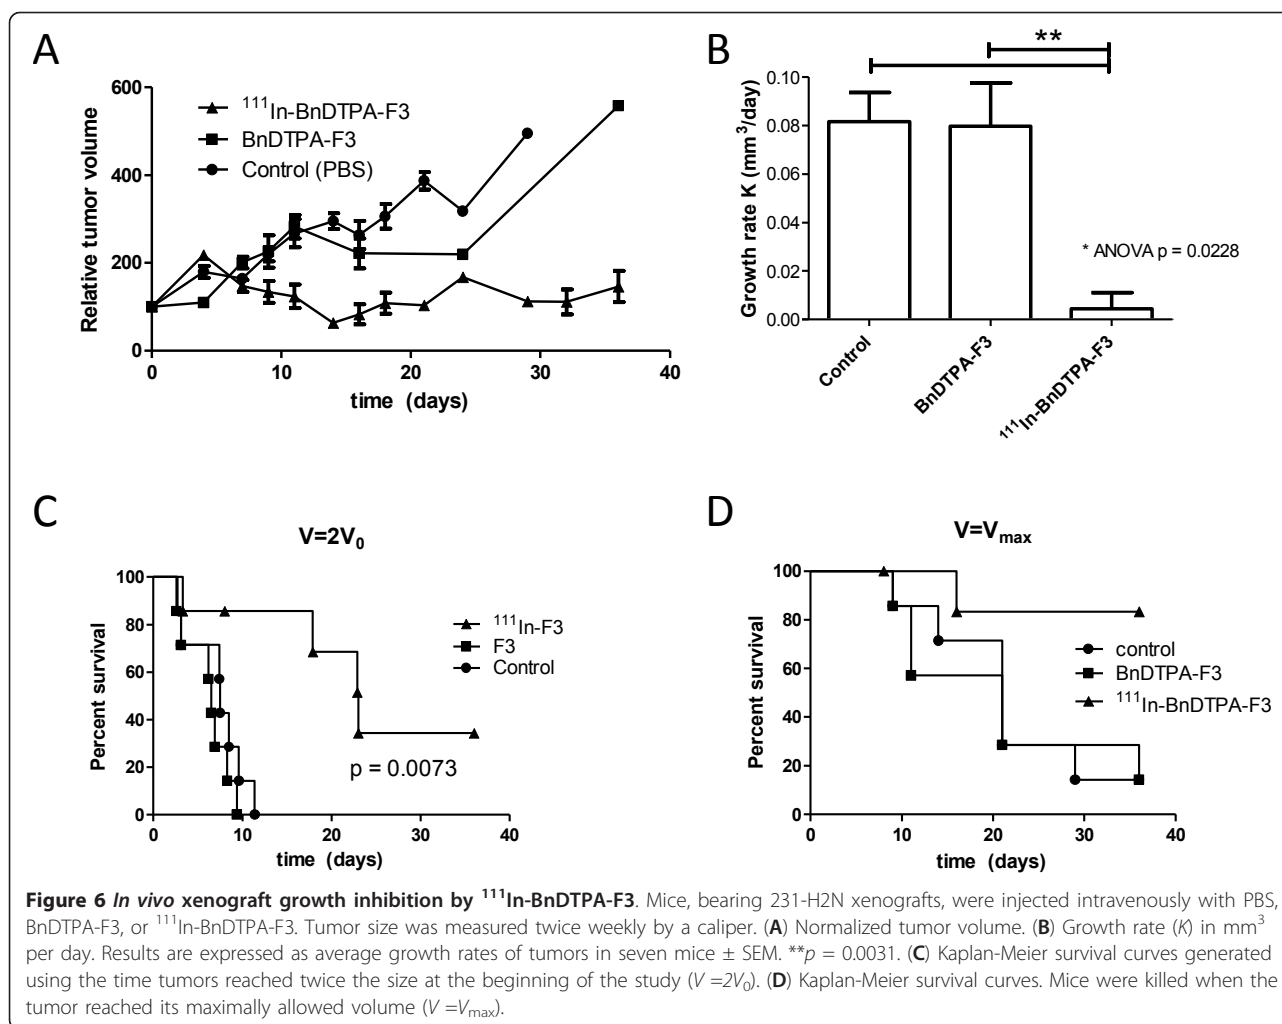 A
B
600
400
200
0
0
10
20
30
40
Relative tumor volume
time (days)
¹¹¹In-BnDTPA-F3
BnDTPA-F3
Control (PBS)
**
0.10
0.08
0.06
0.04
0.02
0.00
Growth rate K (mm³/day)
* ANOVA p = 0.0228
Control
BnDTPA-F3
¹¹¹In-BnDTPA-F3
C
D
V=2V₀
100
80
60
40
20
0
0
10
20
30
40
Percent survival
time (days)
¹¹¹In-F3
F3
Control
p = 0.0073
V=Vmax
100
80
60
40
20
0
0
10
20
30
40
Percent survival
time (days)
control
BnDTPA-F3
¹¹¹In-BnDTPA-F3
Figure 6 In vivo xenograft growth inhibition by ¹¹¹In-BnDTPA-F3. Mice, bearing 231-H2N xenografts, were injected intravenously with PBS,
BnDTPA-F3, or ¹¹¹In-BnDTPA-F3. Tumor size was measured twice weekly by a caliper. (A) Normalized tumor volume. (B) Growth rate (K) in mm³
per day. Results are expressed as average growth rates of tumors in seven mice ± SEM. **p = 0.0031. (C) Kaplan-Meier survival curves generated
using the time tumors reached twice the size at the beginning of the study (V =2V₀). (D) Kaplan-Meier survival curves. Mice were killed when the
tumor reached its maximally allowed volume (V =Vmax).